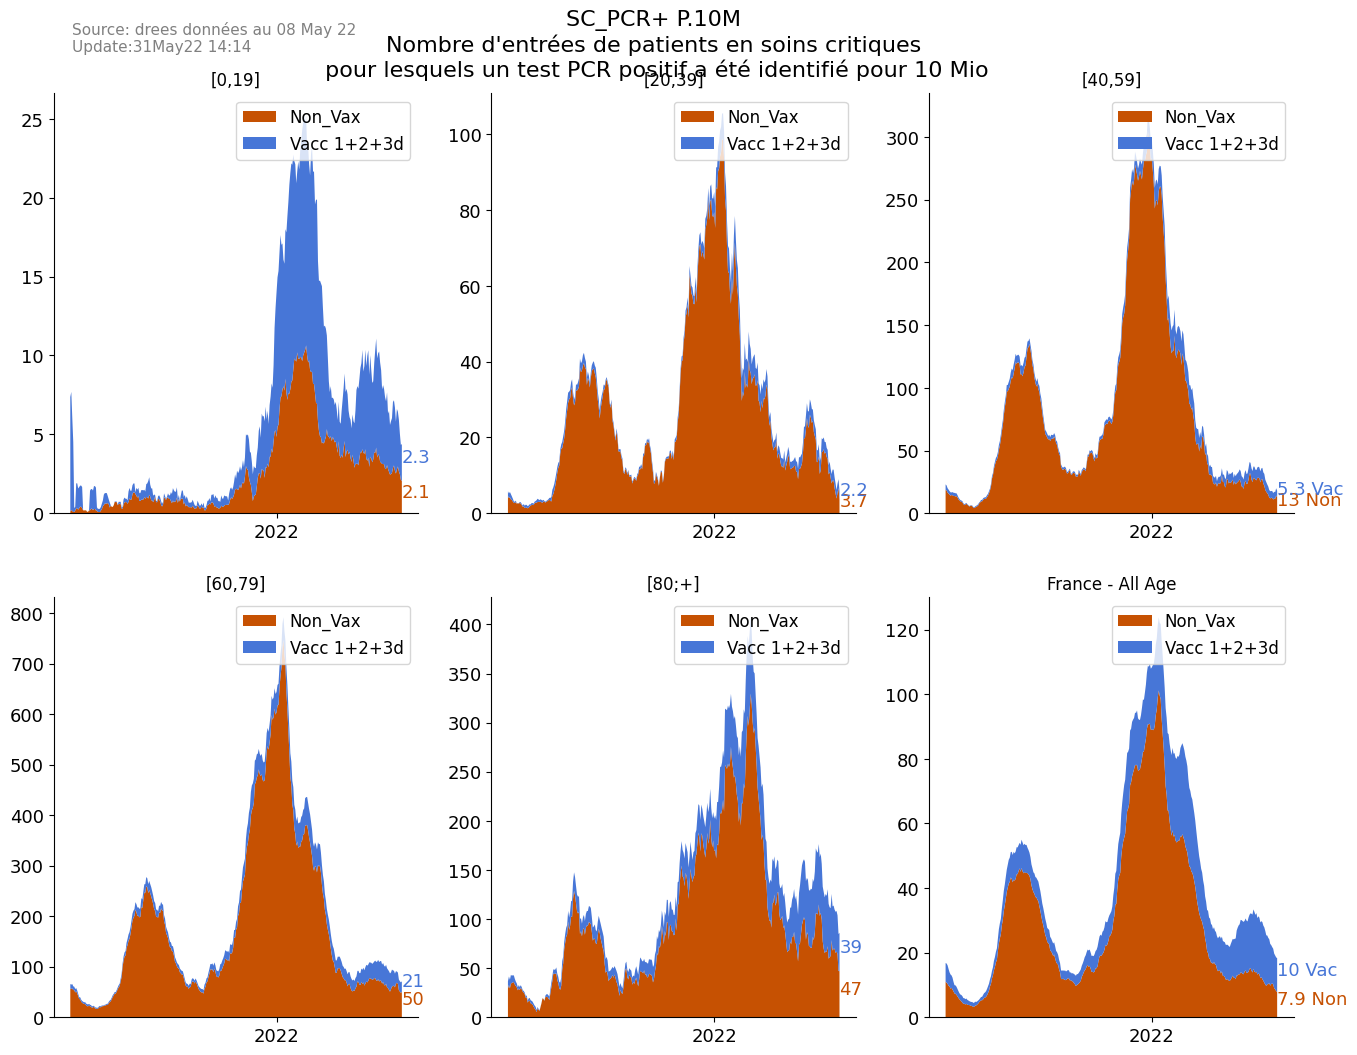 Source: drees données au 08 May 22
Update:31May22 14:14
SC_PCR+ P.10M
Nombre d'entrées de patients en soins critiques
pour lesquels un test PCR positif a été identifié pour 10 Mio
[0,19]
Non_Vax
Vacc 1+2+3d
25
20
15
10
5
0
2.3
2.1
2022
[20,39]
Non_Vax
Vacc 1+2+3d
100
80
60
40
20
0
2.2
3.7
2022
[40,59]
Non_Vax
Vacc 1+2+3d
300
250
200
150
100
50
0
5.3 Vac
13 Non
2022
[60,79]
Non_Vax
Vacc 1+2+3d
800
700
600
500
400
300
200
100
0
21
50
2022
[80;+]
Non_Vax
Vacc 1+2+3d
400
350
300
250
200
150
100
50
0
39
47
2022
France - All Age
Non_Vax
Vacc 1+2+3d
120
100
80
60
40
20
0
10 Vac
7.9 Non
2022